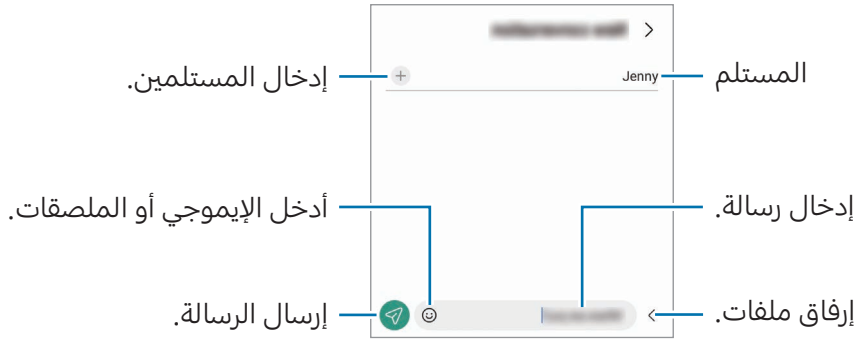 المستلم
Jenny
إدخال المستلمين.
إدخال رسالة.
أدخل الإيموجي أو الملصقات.
إرفاق ملفات.
إرسال الرسالة.